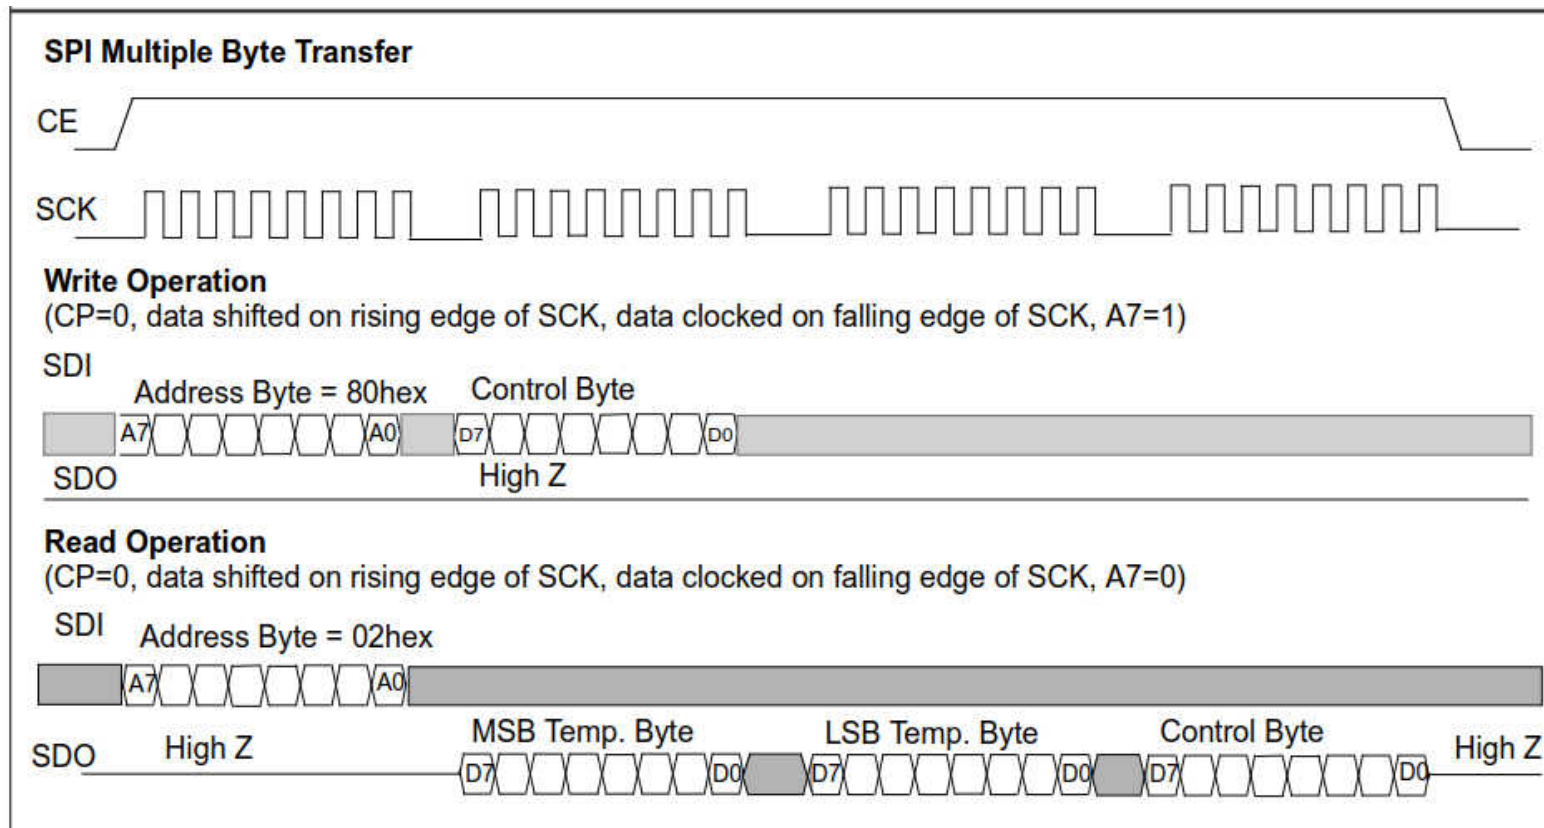 SPI Multiple Byte Transfer
CE
SCK
Write Operation
(CP=0, data shifted on rising edge of SCK, data clocked on falling edge of SCK, A7=1)
SDI
Address Byte = 80hex Control Byte
A7 A0 D7 D0
SDO High Z
Read Operation
(CP=0, data shifted on rising edge of SCK, data clocked on falling edge of SCK, A7=0)
SDI Address Byte = 02hex
A7 A0
MSB Temp. Byte LSB Temp. Byte Control Byte
SDO High Z High Z
D7 D0 D7 D0 D7 D0